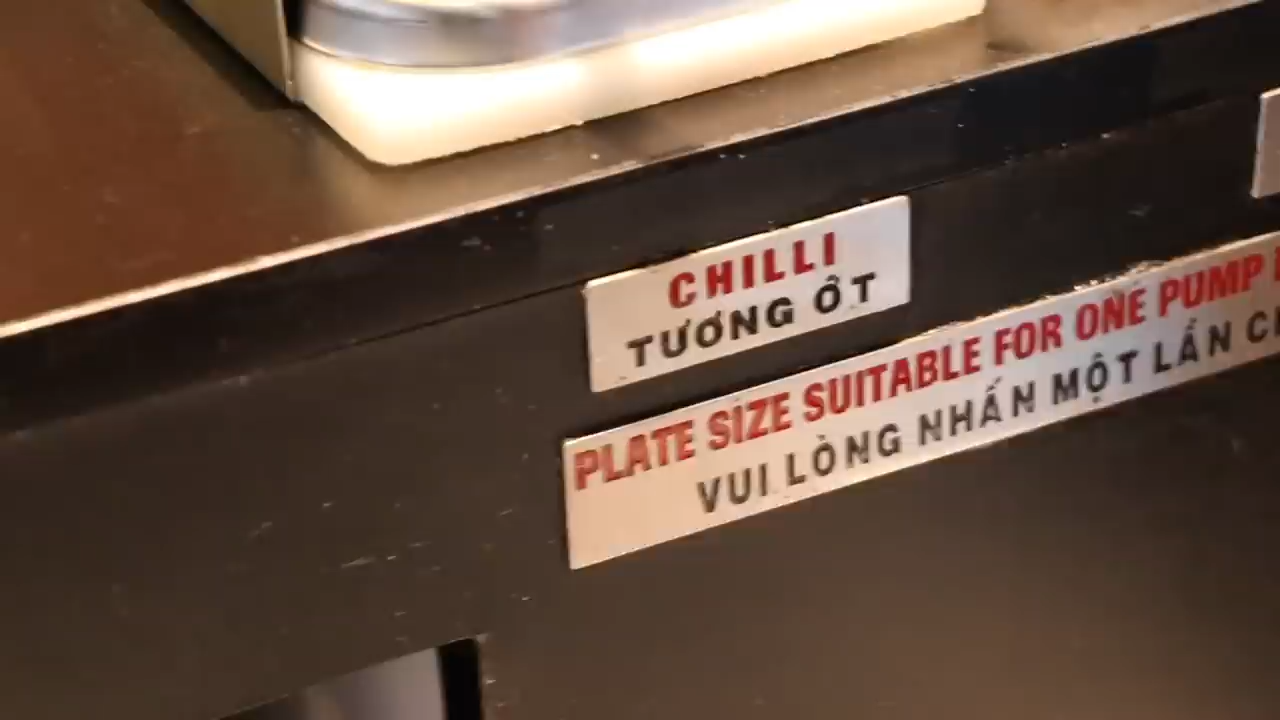 CHILLI
TƯƠNG ỚT
PLATE SIZE SUITABLE FOR ONE PUMP
VUI LÒNG NHẤN MỘT LẦN